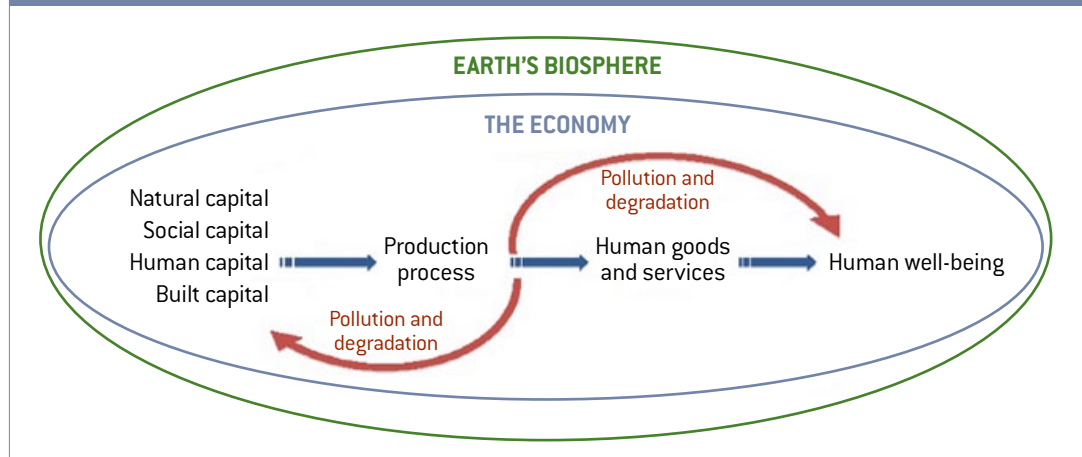 EARTH'S BIOSPHERE
THE ECONOMY
Pollution and
degradation
Natural capital
Social capital
Human capital
Built capital
Production
process
Human goods
and services
Human well-being
Pollution and
degradation